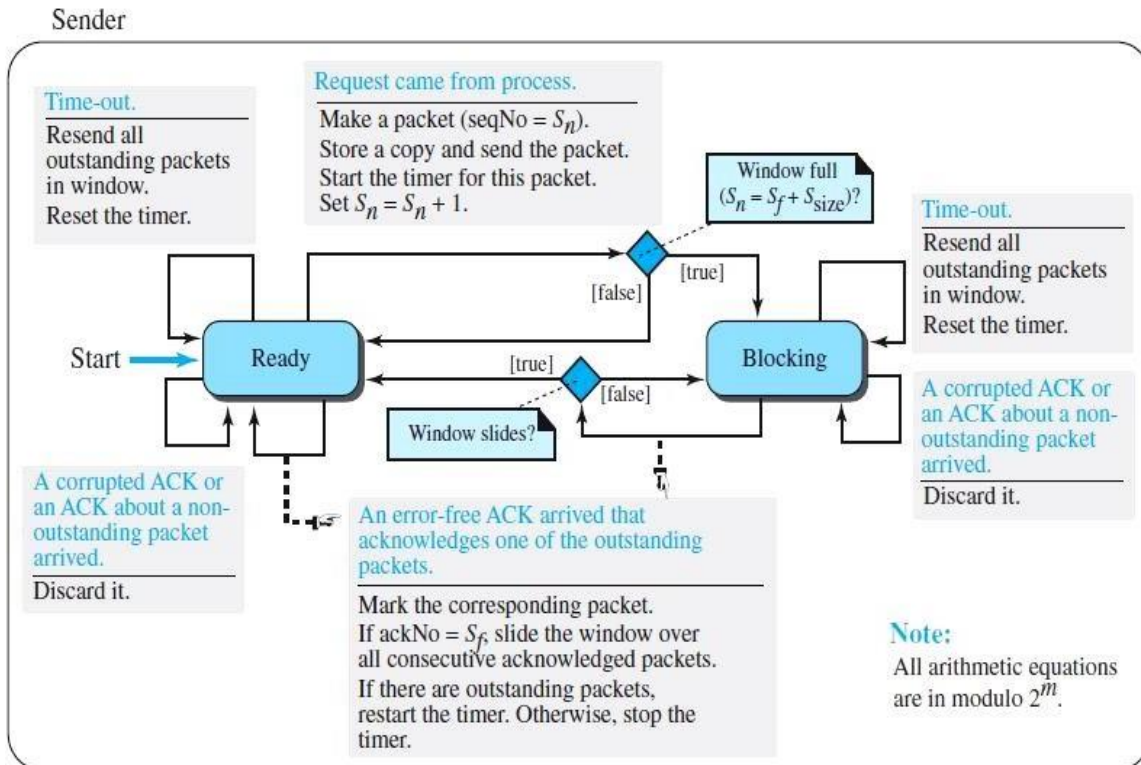 Sender
Time-out.
Resend all
outstanding packets
in window.
Reset the timer.
Request came from process.
Make a packet (seqNo = Sn).
Store a copy and send the packet.
Start the timer for this packet.
Set Sn = Sn + 1.
Window full
(Sn = Sf + Ssize)?
Time-out.
Resend all
outstanding packets
in window.
Reset the timer.
[true]
[false]
Start
Ready
Blocking
[true]
[false]
Window slides?
A corrupted ACK or
an ACK about a non-
outstanding packet
arrived.
Discard it.
A corrupted ACK or
an ACK about a non-
outstanding packet
arrived.
Discard it.
An error-free ACK arrived that
acknowledges one of the outstanding
packets.
Mark the corresponding packet.
If ackNo = Sf, slide the window over
all consecutive acknowledged packets.
If there are outstanding packets,
restart the timer. Otherwise, stop the
timer.
Note:
All arithmetic equations
are in modulo 2^m.